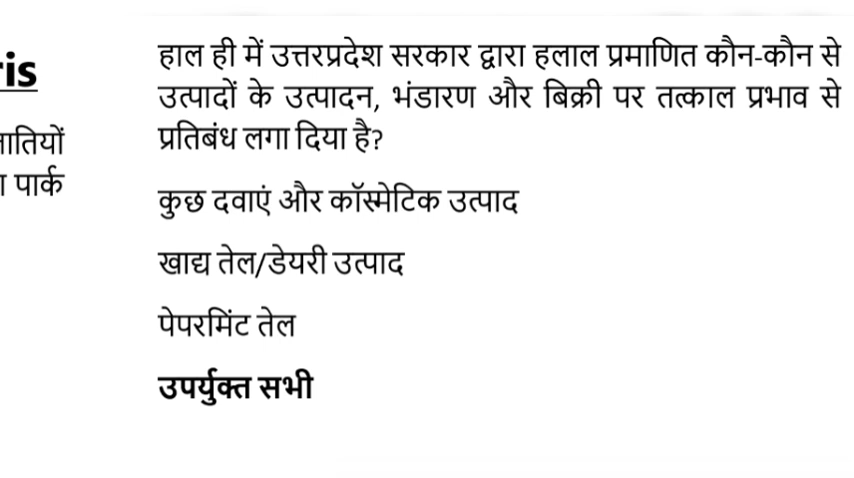 ris
हाल ही में उत्तरप्रदेश सरकार द्वारा हलाल प्रमाणित कौन-कौन से
उत्पादों के उत्पादन, भंडारण और बिक्री पर तत्काल प्रभाव से
प्रतिबंध लगा दिया है?
पार्क
कुछ दवाएं और कॉस्मेटिक उत्पाद
खाद्य तेल/डेयरी उत्पाद
पेपरमिंट तेल
उपर्युक्त सभी